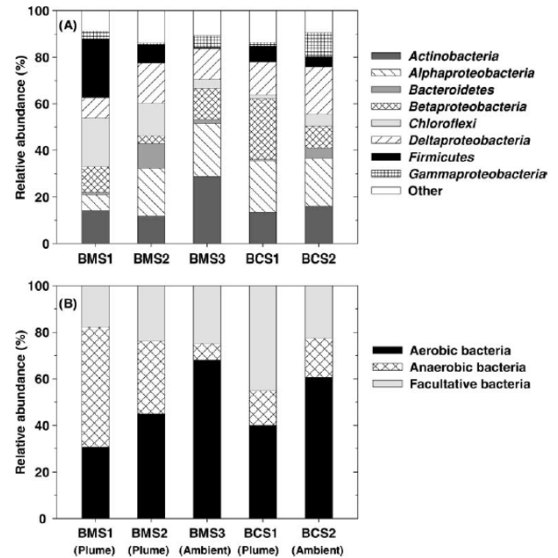 (A)
Relative abundance (%)
100
80
60
40
20
0
BMS1 BMS2 BMS3 BCS1 BCS2
Actinobacteria
Alphaproteobacteria
Bacteroidetes
Betaproteobacteria
Chloroflexi
Deltaproteobacteria
Firmicutes
Gammaproteobacteria
Other
(B)
Relative abundance (%)
100
80
60
40
20
0
BMS1 BMS2 BMS3 BCS1 BCS2
(Plume) (Plume) (Ambient) (Plume) (Ambient)
Aerobic bacteria
Anaerobic bacteria
Facultative bacteria